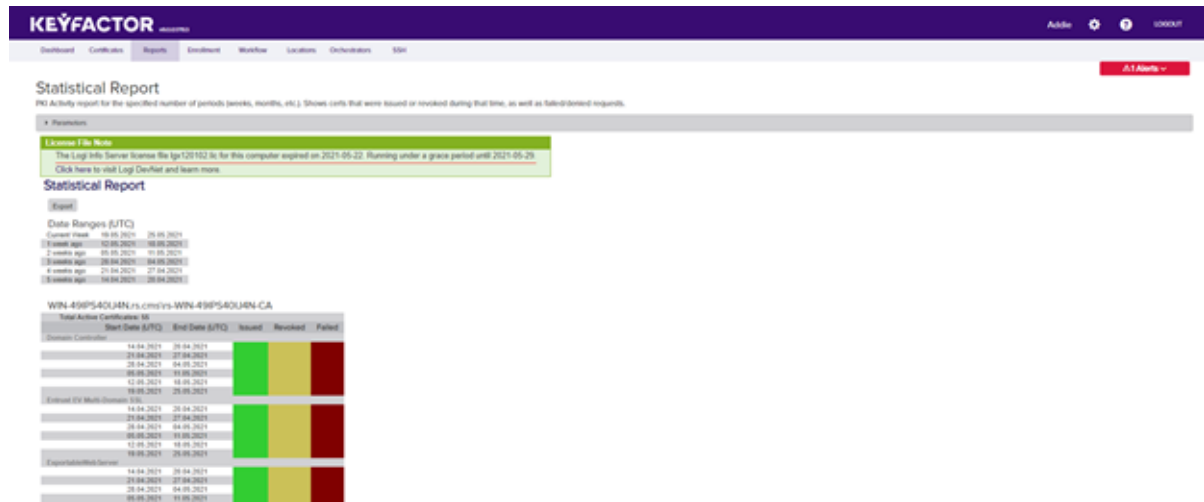 KEYFACTOR
Addie LOGOUT
Dashboard Certificates Reports Enrollment Workflow Locations Orchestrators SSH
1 Alerts
Statistical Report
PKI Activity report for the specified number of periods (weeks, months, etc.). Shows certs that were issued or revoked during that time, as well as failed/denied requests.
Parameters
License File Note
The Logi Info Server license file lgx120102.lic for this computer expired on 2021-05-22. Running under a grace period until 2021-05-29.
Click here to visit Logi DevNet and learn more.
Statistical Report
Export
Date Ranges (UTC)
Current Week 19.05.2021 25.05.2021
1 week ago 12.05.2021 18.05.2021
2 weeks ago 05.05.2021 11.05.2021
3 weeks ago 28.04.2021 04.05.2021
4 weeks ago 21.04.2021 27.04.2021
5 weeks ago 14.04.2021 20.04.2021
WIN-49IPS40U4N.rs.cms\rs-WIN-49IPS40U4N-CA
Total Active Certificates:
Start Date (UTC) End Date (UTC) Issued Revoked Failed
Domain Controller
14.04.2021 20.04.2021
21.04.2021 27.04.2021
28.04.2021 04.05.2021
05.05.2021 11.05.2021
12.05.2021 18.05.2021
19.05.2021 25.05.2021
Entrust EV Multi-Domain SSL
14.04.2021 20.04.2021
21.04.2021 27.04.2021
28.04.2021 04.05.2021
05.05.2021 11.05.2021
12.05.2021 18.05.2021
19.05.2021 25.05.2021
ExportableWebServer
14.04.2021 20.04.2021
21.04.2021 27.04.2021
28.04.2021 04.05.2021
05.05.2021 11.05.2021